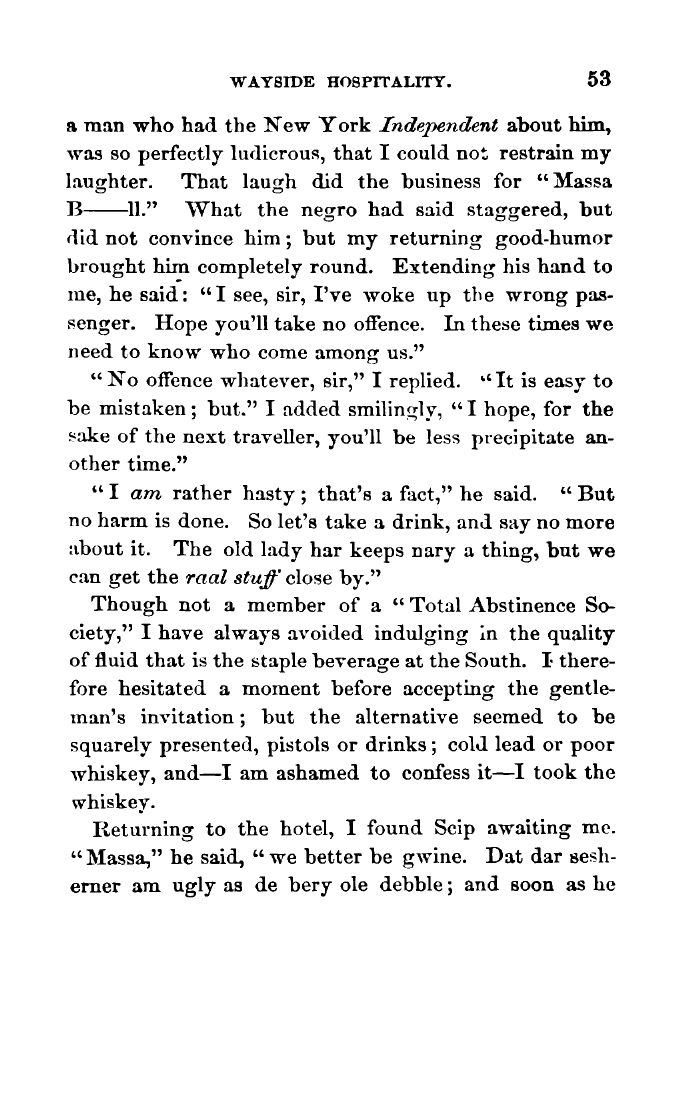 WAYSIDE HOSPITALITY. 53
a man who had the New York Independent about him,
was so perfectly ludicrous, that I could not restrain my
laughter. That laugh did the business for “Massa
B——ll.” What the negro had said staggered, but
did not convince him; but my returning good-humor
brought him completely round. Extending his hand to
me, he said: “I see, sir, I've woke up the wrong pas-
senger. Hope you'll take no offence. In these times we
need to know who come among us.”
“No offence whatever, sir,” I replied. “It is easy to
be mistaken; but.” I added smilingly, “I hope, for the
sake of the next traveller, you'll be less precipitate an-
other time.”
“I am rather hasty; that's a fact,” he said. “But
no harm is done. So let's take a drink, and say no more
about it. The old lady har keeps nary a thing, but we
can get the raal stuff close by.”
Though not a member of a “Total Abstinence So-
ciety,” I have always avoided indulging in the quality
of fluid that is the staple beverage at the South. I there-
fore hesitated a moment before accepting the gentle-
man's invitation; but the alternative seemed to be
squarely presented, pistols or drinks; cold lead or poor
whiskey, and—I am ashamed to confess it—I took the
whiskey.
Returning to the hotel, I found Scip awaiting me.
“Massa,” he said, “we better be gwine. Dat dar sesh-
erner am ugly as de bery ole debble; and soon as he